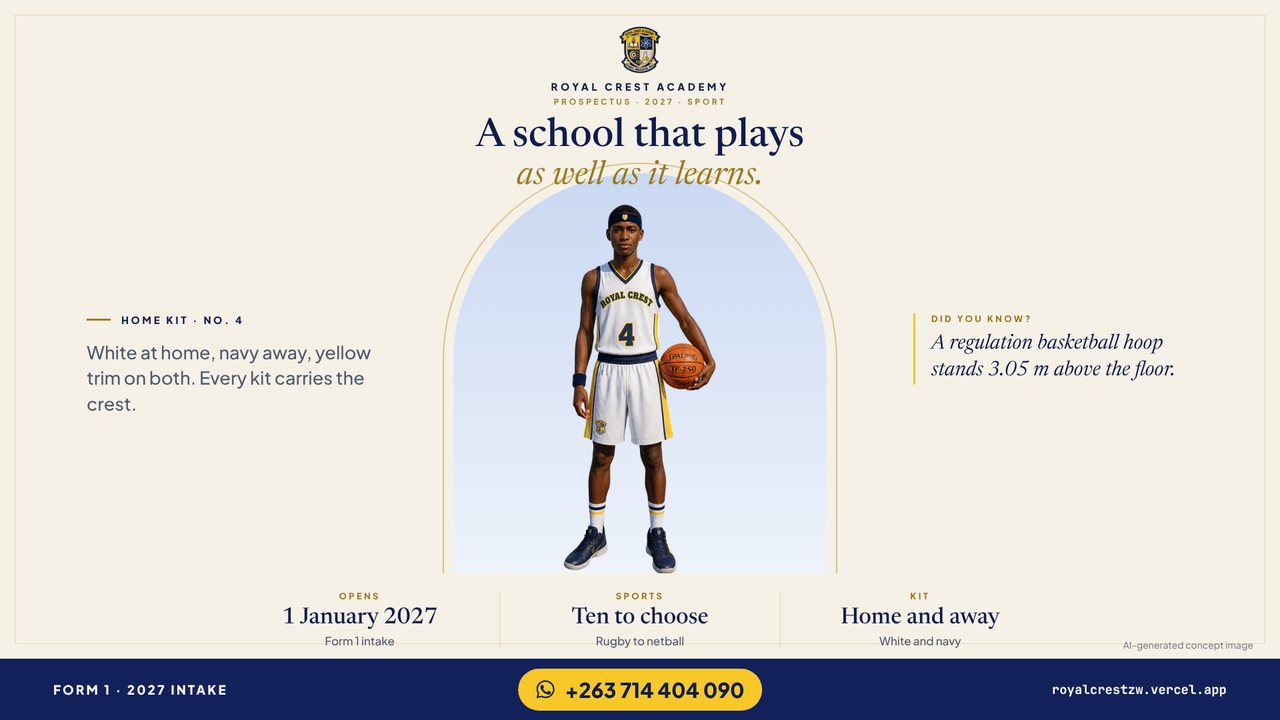 ROYAL CREST ACADEMY
PROSPECTUS · 2027 · SPORT
A school that plays
as well as it learns.
HOME KIT · NO. 4
White at home, navy away, yellow
trim on both. Every kit carries the
crest.
ROYAL CREST
4
SPALDING
TF-250
DID YOU KNOW?
A regulation basketball hoop
stands 3.05 m above the floor.
OPENS
1 January 2027
Form 1 intake
SPORTS
Ten to choose
Rugby to netball
KIT
Home and away
White and navy
AI-generated concept image
FORM 1 · 2027 INTAKE
+263 714 404 090
royalcrestzw.vercel.app